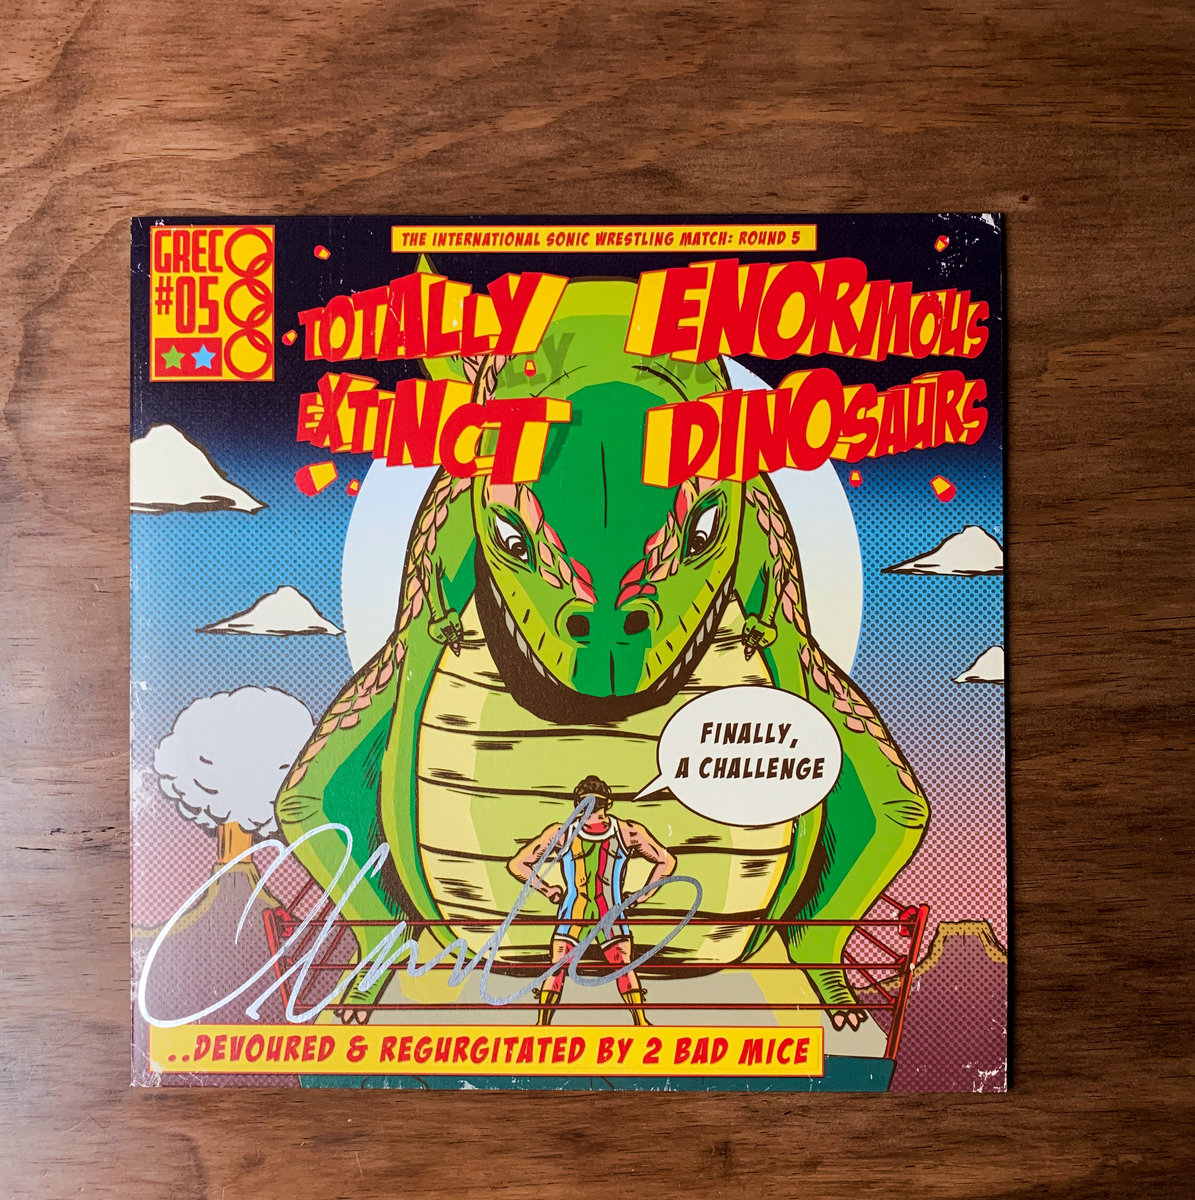 GREC
#05
THE INTERNATIONAL SONIC WRESTLING MATCH: ROUND 5
TOTALLY ENORMOUS
EXTINCT DINOSAURS
FINALLY,
A CHALLENGE
..DEVOURED & REGURGITATED BY 2 BAD MICE